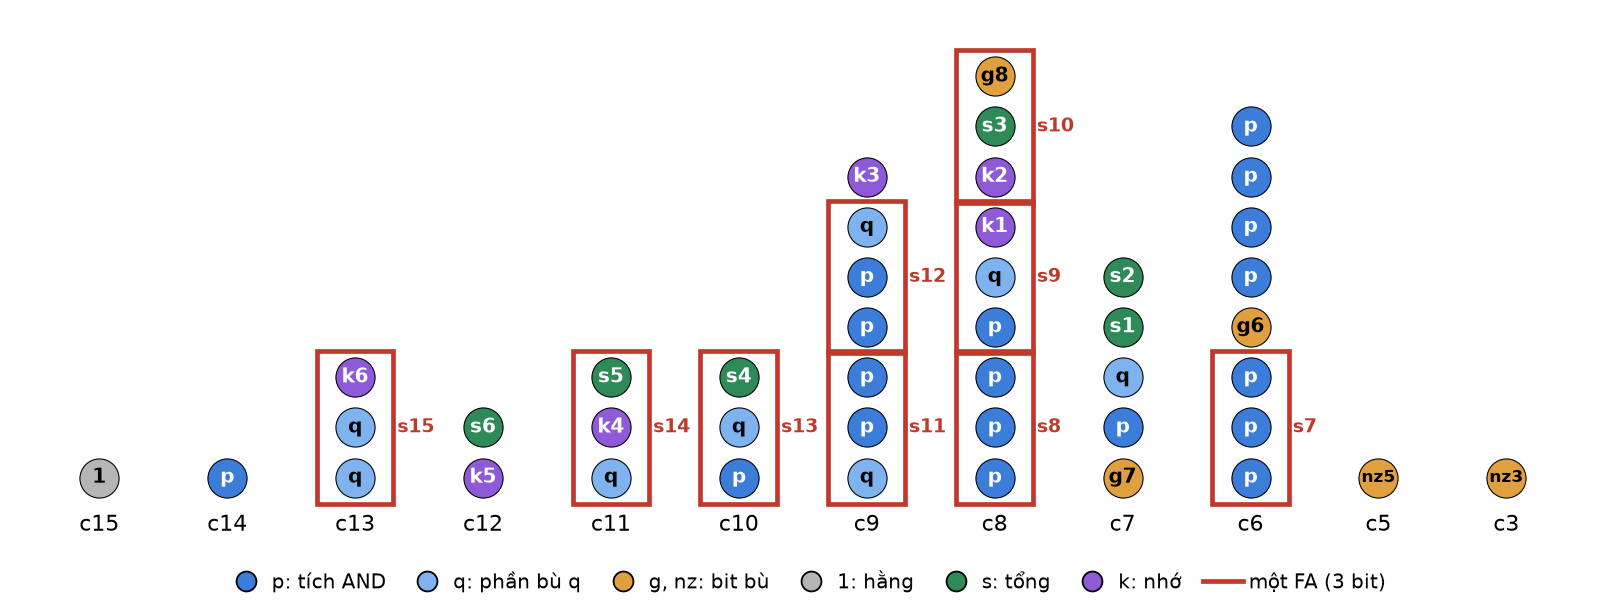 g8
s3 s10 p
k3 k2 p
q k1 p
p s12 q s9 s2 p
p p s1 g6
k6 s5 s4 p p q p
q s15 s6 k4 s14 q s13 p s11 p s8 p p s7
1 p q k5 q p q p g7 p nz5 nz3
c15 c14 c13 c12 c11 c10 c9 c8 c7 c6 c5 c3
p: tích AND q: phần bù q g, nz: bit bù 1: hằng s: tổng k: nhớ một FA (3 bit)